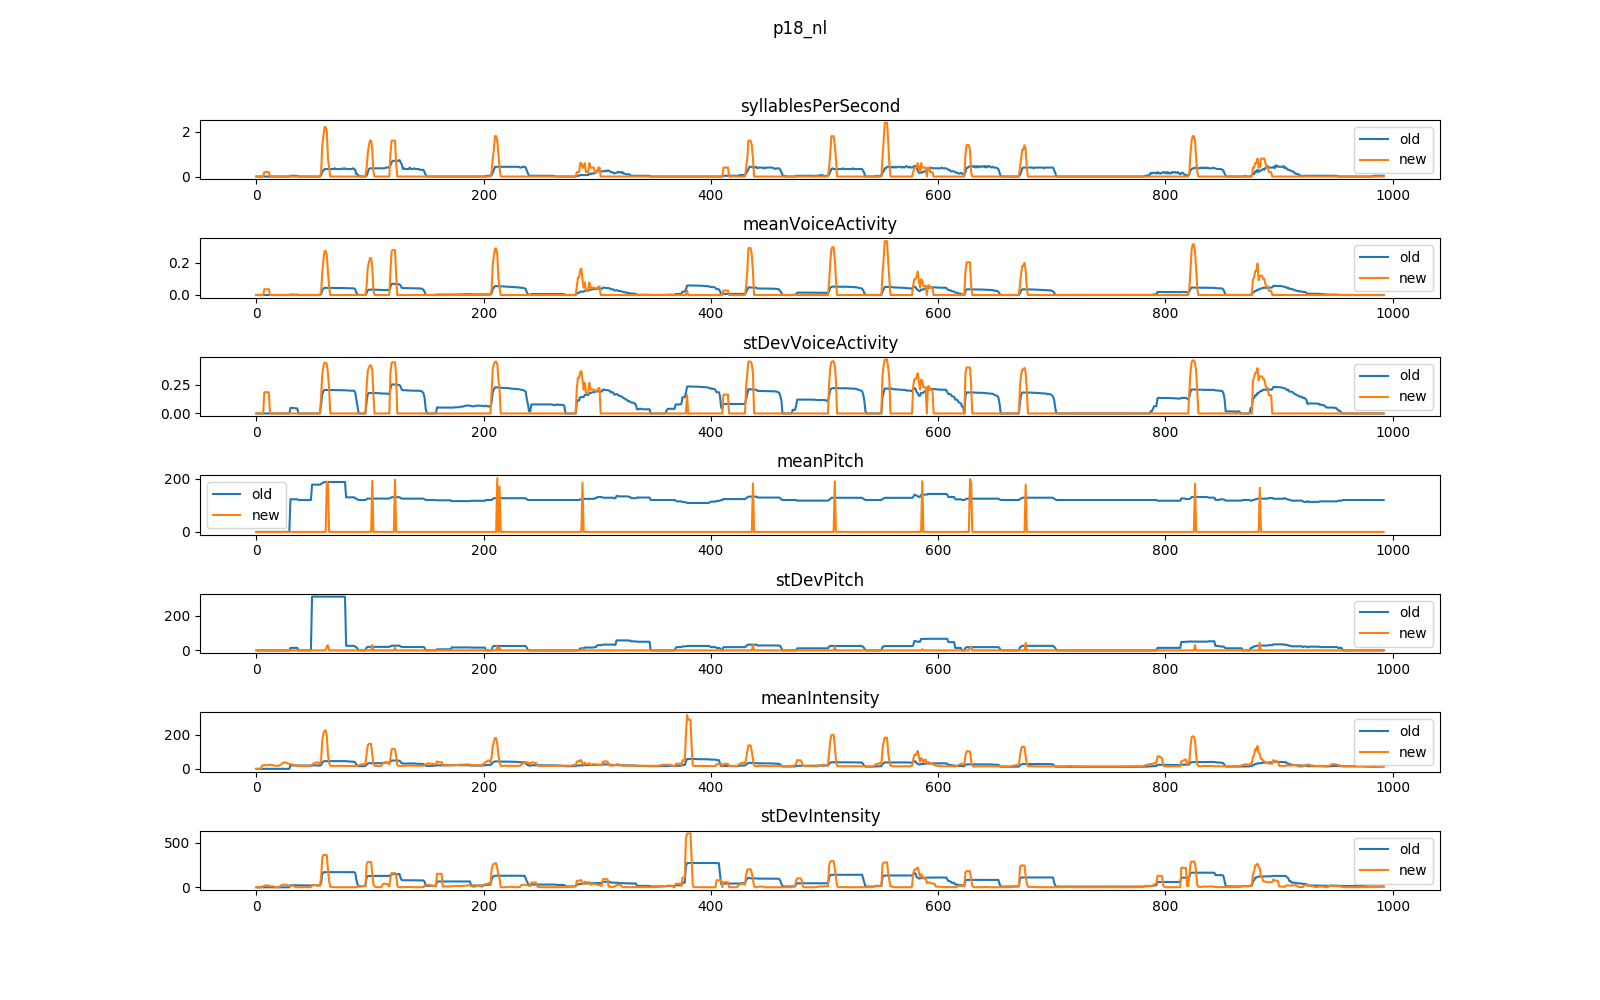 p18_nl
syllablesPerSecond
2
0
old
new
0 200 400 600 800 1000
meanVoiceActivity
0.2
0.0
old
new
0 200 400 600 800 1000
stDevVoiceActivity
0.25
0.00
old
new
0 200 400 600 800 1000
meanPitch
200
0
old
new
0 200 400 600 800 1000
stDevPitch
200
0
old
new
0 200 400 600 800 1000
meanIntensity
200
0
old
new
0 200 400 600 800 1000
stDevIntensity
500
0
old
new
0 200 400 600 800 1000